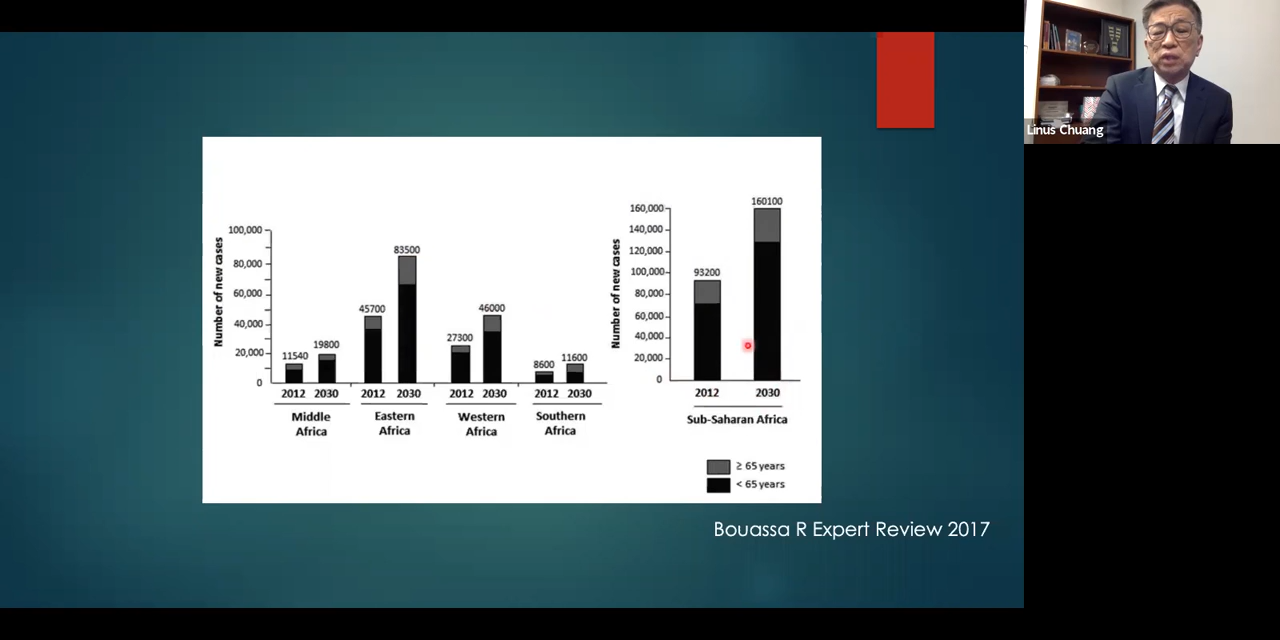 Linus Chuang
Number of new cases
100,000
80,000
60,000
40,000
20,000
0
11540
19800
45700
83500
27300
46000
8600
11600
2012 2030 2012 2030 2012 2030 2012 2030
Middle
Africa
Eastern
Africa
Western
Africa
Southern
Africa
Number of new cases
160,000
140,000
120,000
100,000
80,000
60,000
40,000
20,000
0
93200
160100
2012 2030
Sub-Saharan Africa
≥ 65 years
< 65 years
Bouassa R Expert Review 2017